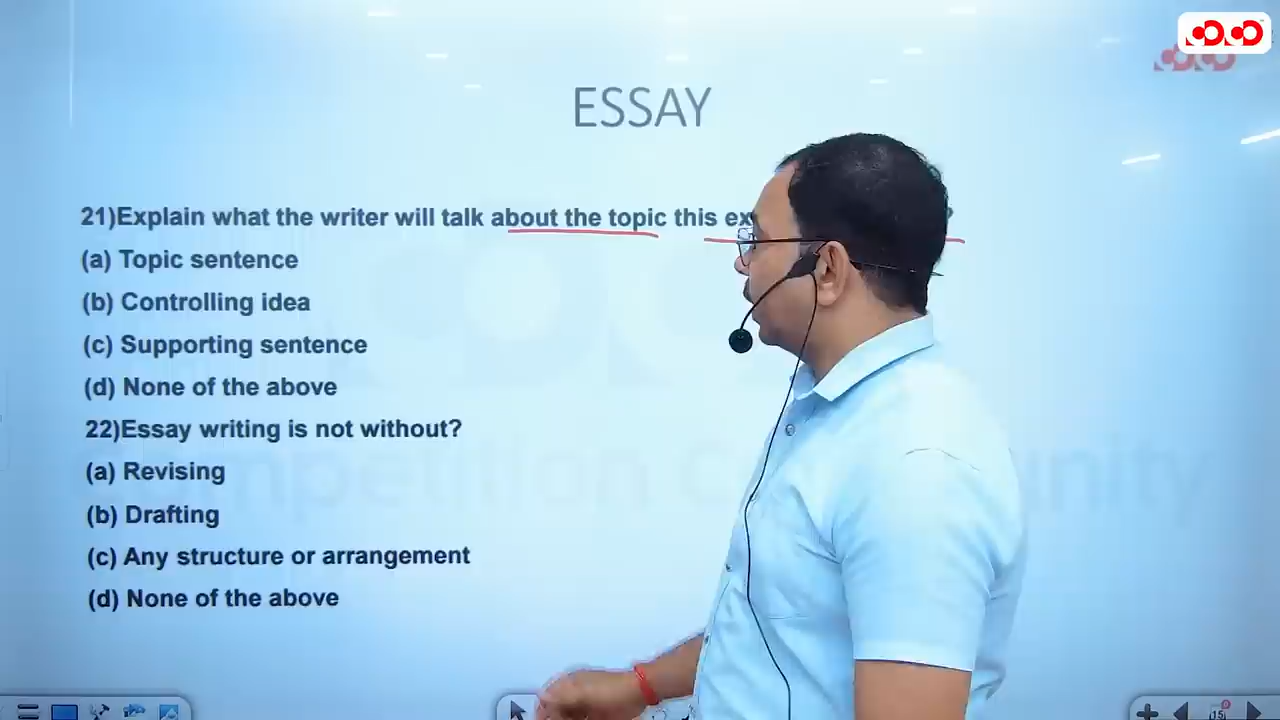 ESSAY
21)Explain what the writer will talk about the topic this
(a) Topic sentence
(b) Controlling idea
(c) Supporting sentence
(d) None of the above
22)Essay writing is not without?
(a) Revising
(b) Drafting
(c) Any structure or arrangement
(d) None of the above
15